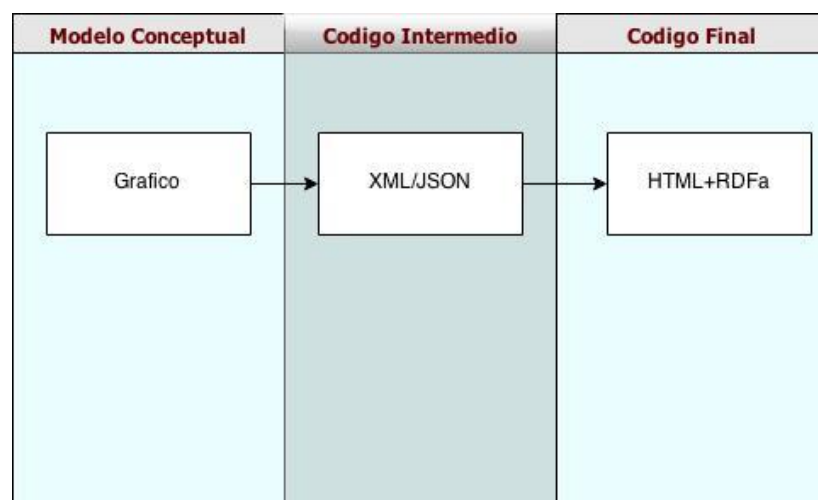 Modelo Conceptual
Codigo Intermedio
Codigo Final
Grafico
XML/JSON
HTML+RDFa